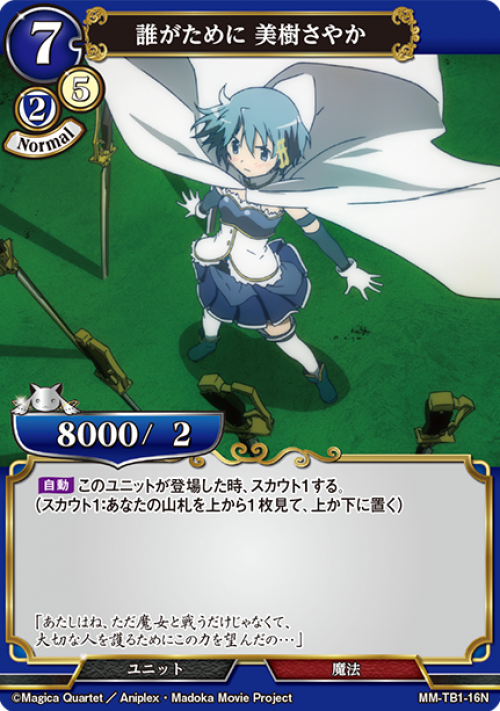 7
誰がために 美樹さやか
2
5
Normal
8000/ 2
自動 このユニットが登場した時、スカウト1する。
(スカウト1:あなたの山札を上から1枚見て、上か下に置く)
「あたしはね、ただ魔女と戦うだけじゃなくて、
大切な人を護るためにこの力を望んだの…」
ユニット
魔法
©Magica Quartet／Aniplex・Madoka Movie Project
MM-TB1-16N